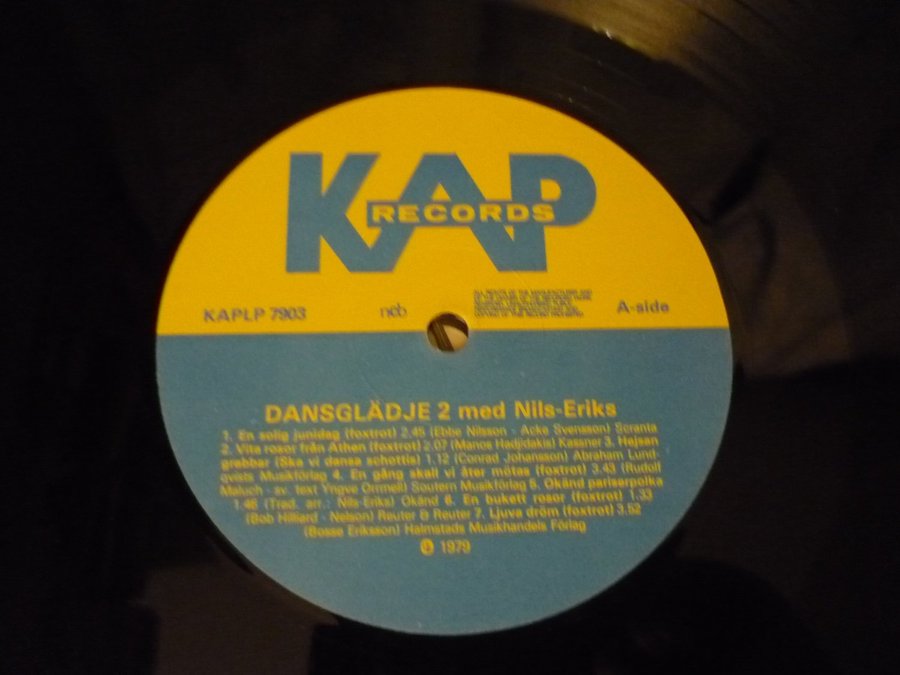 KAP
RECORDS
KAPLP 7903
ncb
A-side
DANSGLÄDJE 2 med Nils-Eriks
1. En solig junidag (foxtrot) 2.45 (Ebbe Nilsson - Acke Svensson) Soranta
2. Vita rosor från Athen (foxtrot) 2.07 (Manos Hadjidakis) Kassner 3. Hejsan
grebbor (Ska vi dansa schottis) 1.12 (Conrad Johansson) Abraham Lund-
qvists Musikförlag 4. En gång skall vi åter mötas (foxtrot) 3.43 (Rudolf
Maluch - sv. text Yngve Orrmell) Soutern Musikförlag 5. Okänd pariserpolka
1.46 (Trad. arr.: Nils-Eriks) Okänd 6. En bukett rosor (foxtrot) 1.33
(Bob Hilliard - Nelson) Reuter & Reuter 7. Ljuva dröm (foxtrot) 3.52
(Bosse Eriksson) Halmstads Musikhandels Förlag
℗ 1979